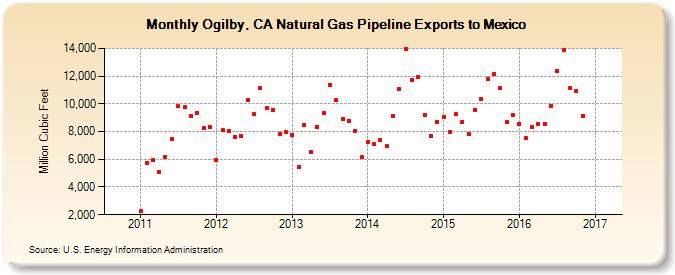 Monthly Ogilby, CA Natural Gas Pipeline Exports to Mexico
Million Cubic Feet
14,000
12,000
10,000
8,000
6,000
4,000
2,000
2011 2012 2013 2014 2015 2016 2017
Source: U.S. Energy Information Administration